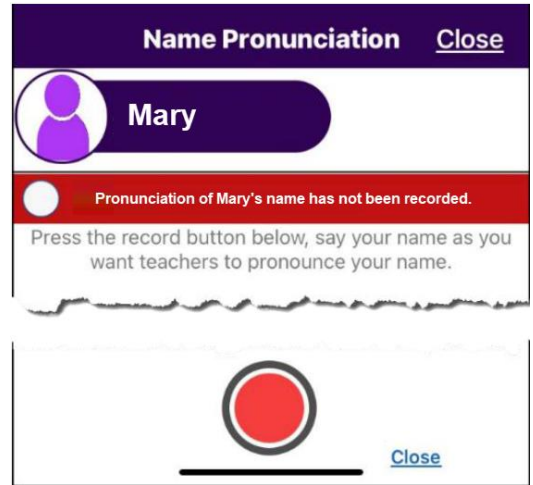 Name Pronunciation Close
Mary
Pronunciation of Mary's name has not been recorded.
Press the record button below, say your name as you
want teachers to pronounce your name.
Close